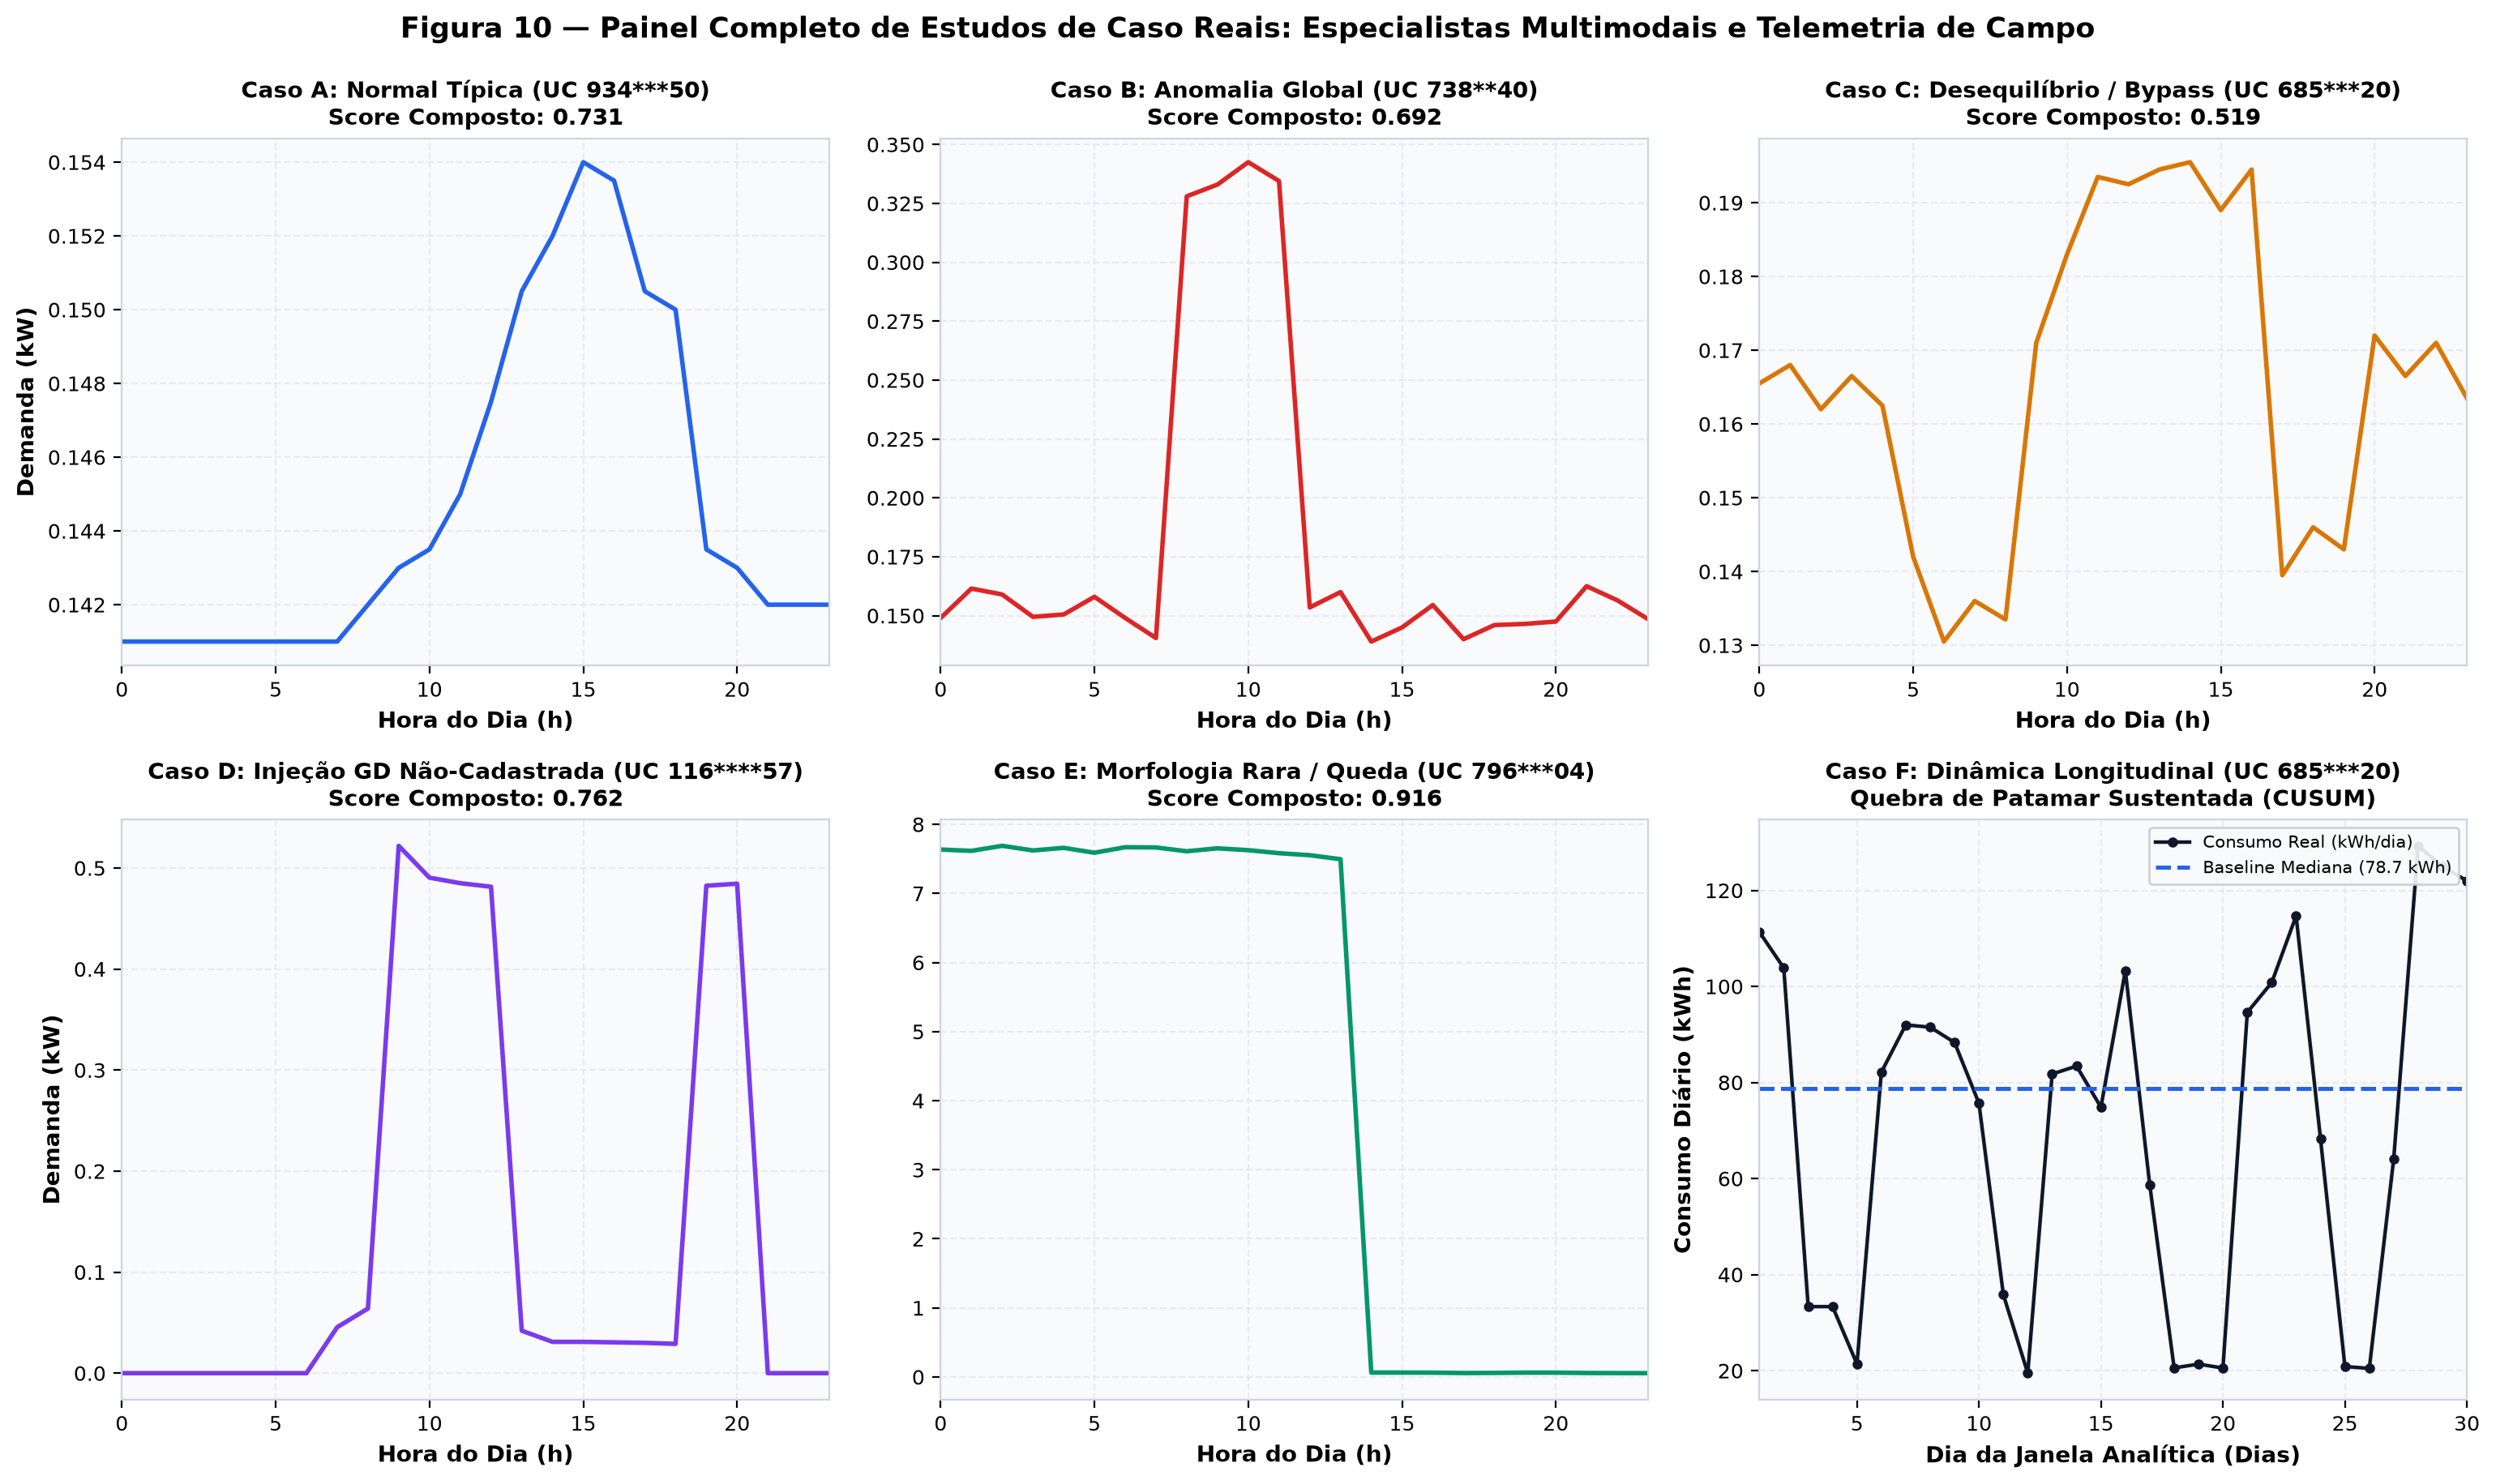 Figura 10 — Painel Completo de Estudos de Caso Reais: Especialistas Multimodais e Telemetria de Campo
Caso A: Normal Típica (UC 934***50)
Score Composto: 0.731
Demanda (kW)
0.154
0.152
0.150
0.148
0.146
0.144
0.142
0 5 10 15 20
Hora do Dia (h)
Caso B: Anomalia Global (UC 738**40)
Score Composto: 0.692
0.350
0.325
0.300
0.275
0.250
0.225
0.200
0.175
0.150
0 5 10 15 20
Hora do Dia (h)
Caso C: Desequilíbrio / Bypass (UC 685***20)
Score Composto: 0.519
0.19
0.18
0.17
0.16
0.15
0.14
0.13
0 5 10 15 20
Hora do Dia (h)
Caso D: Injeção GD Não-Cadastrada (UC 116****57)
Score Composto: 0.762
Demanda (kW)
0.5
0.4
0.3
0.2
0.1
0.0
0 5 10 15 20
Hora do Dia (h)
Caso E: Morfologia Rara / Queda (UC 796***04)
Score Composto: 0.916
8
7
6
5
4
3
2
1
0
0 5 10 15 20
Hora do Dia (h)
Caso F: Dinâmica Longitudinal (UC 685***20)
Quebra de Patamar Sustentada (CUSUM)
Consumo Real (kWh/dia)
Baseline Mediana (78.7 kWh)
Consumo Diário (kWh)
120
100
80
60
40
20
5 10 15 20 25 30
Dia da Janela Analítica (Dias)